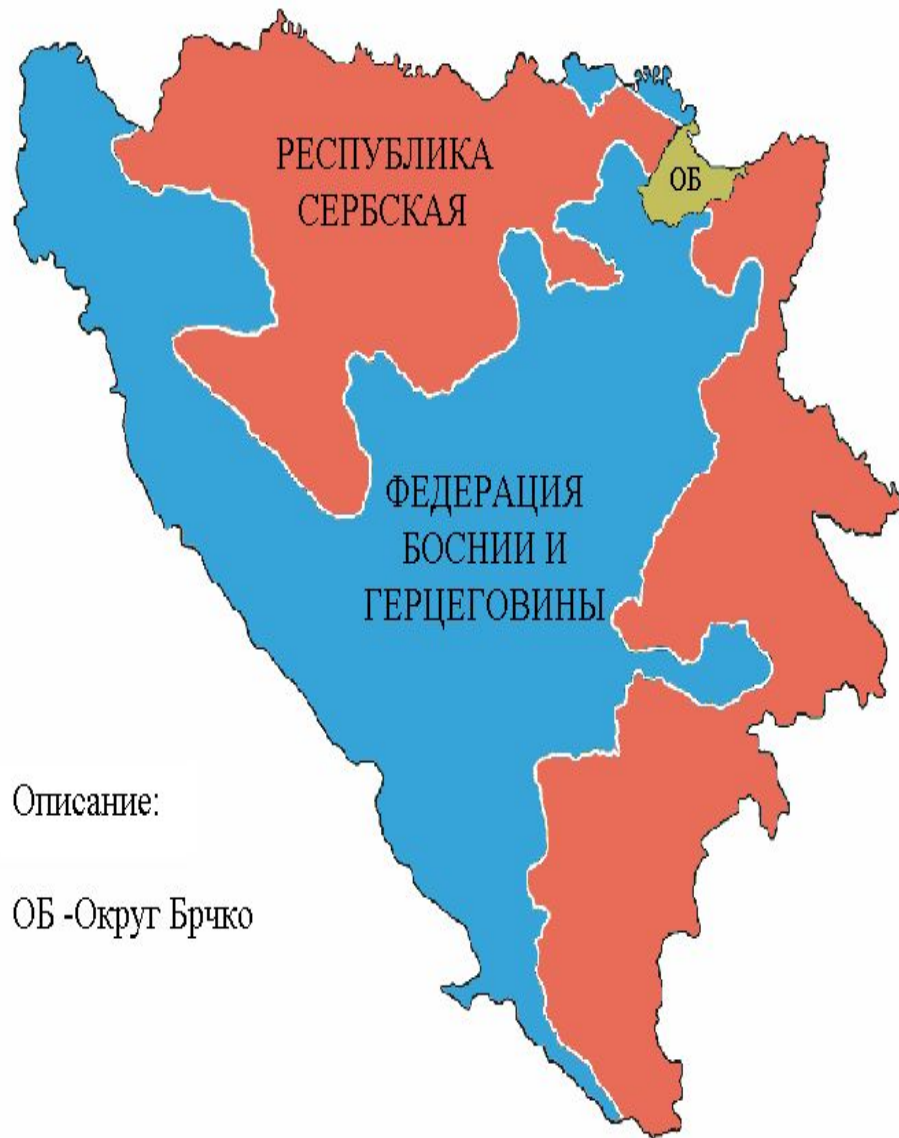 РЕСПУБЛИКА
СЕРБСКАЯ
ОБ
ФЕДЕРАЦИЯ
БОСНИИ И
ГЕРЦЕГОВИНЫ
Описание:
ОБ -Округ Брчко